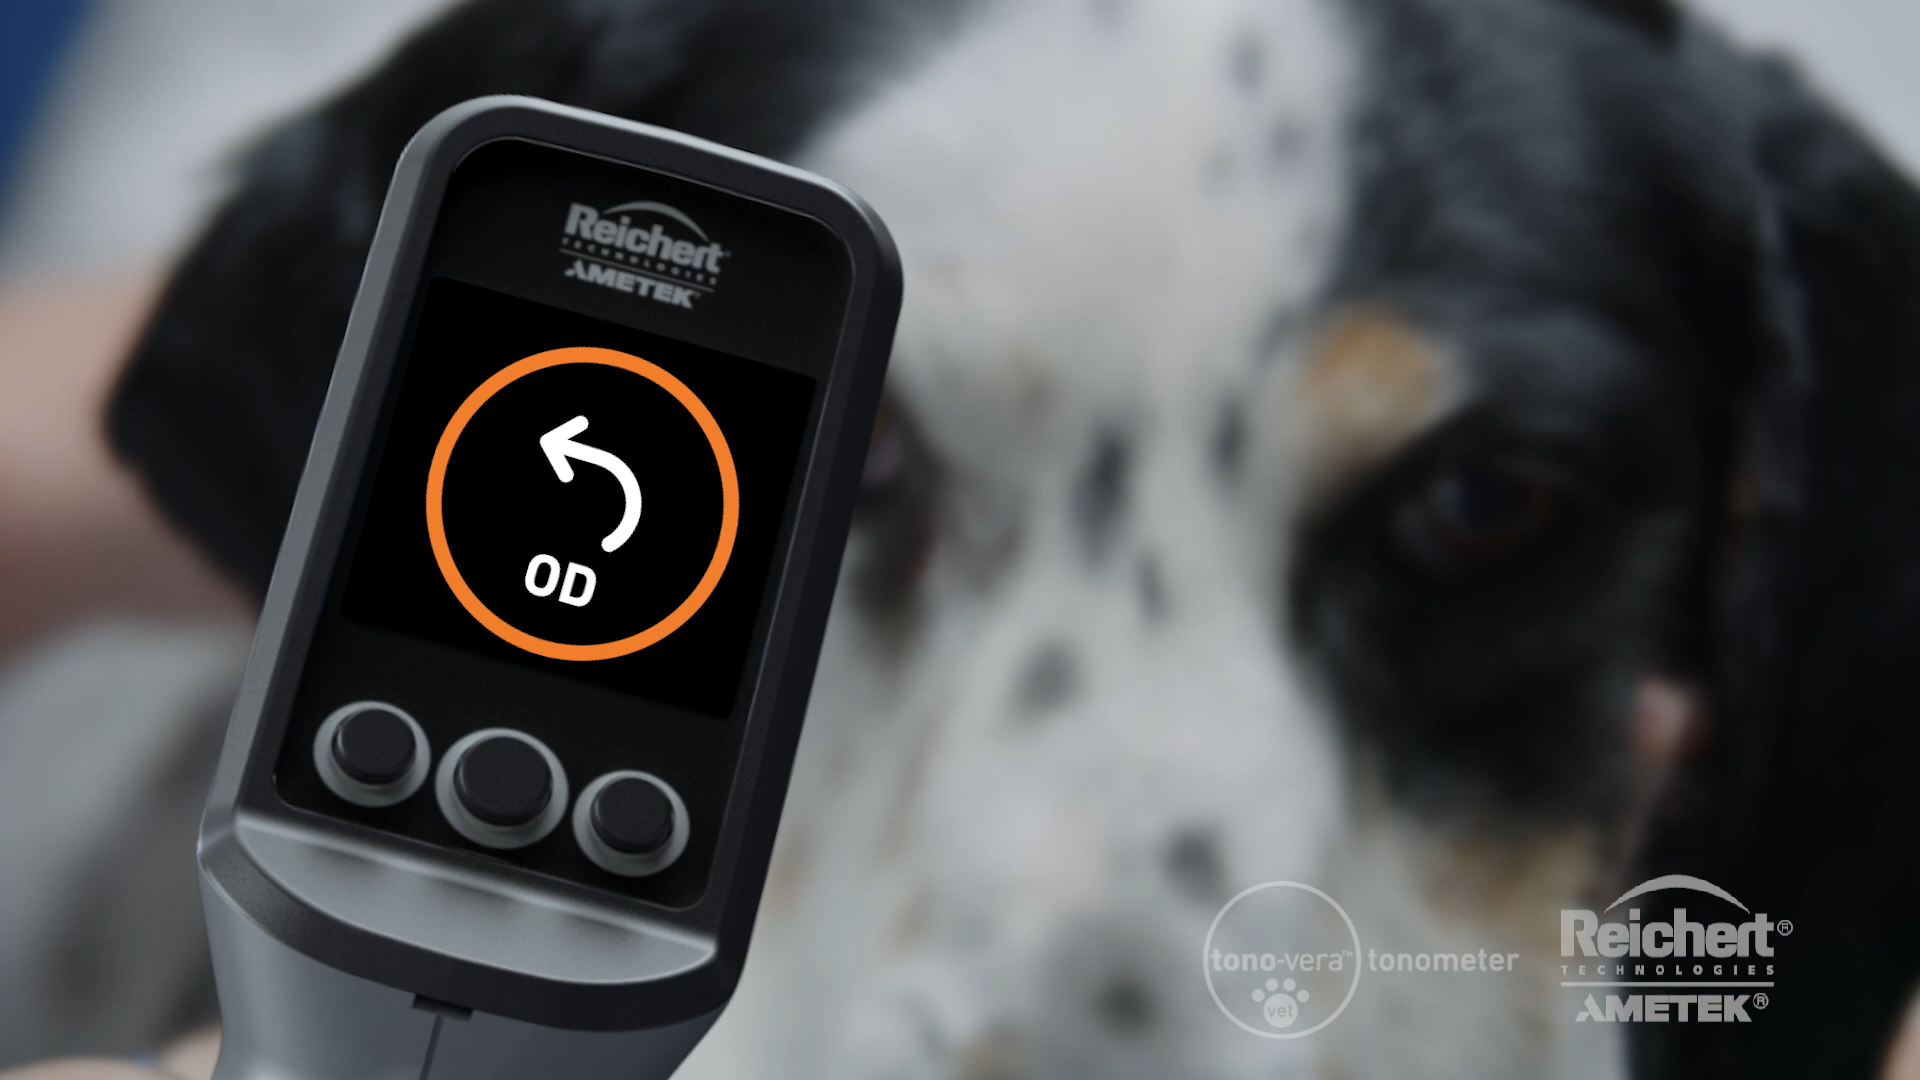 Reichert
TECHNOLOGIES
AMETEK
OD
tono-vera™ tonometer
vet
Reichert®
TECHNOLOGIES
AMETEK®